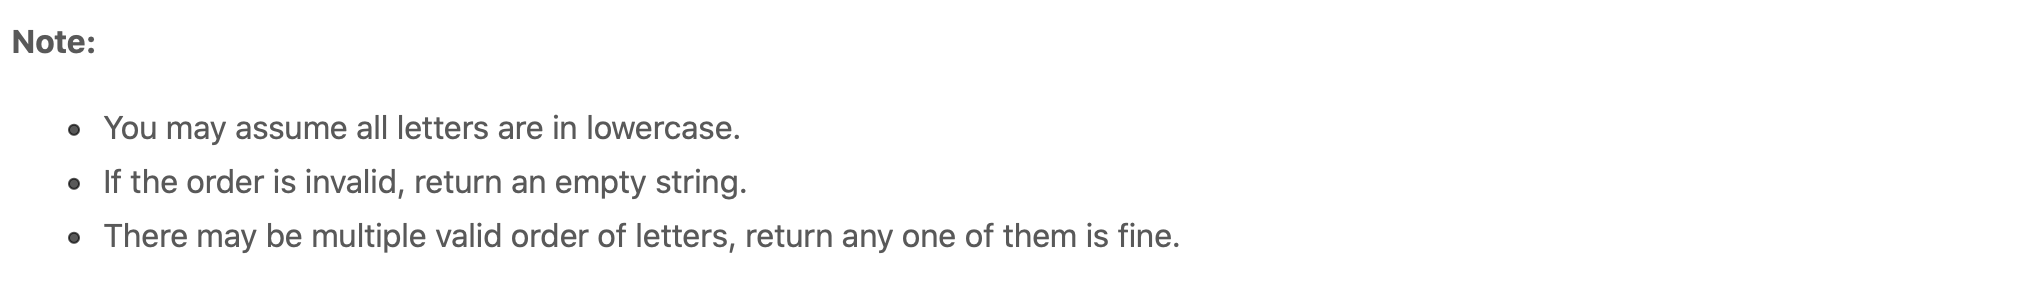 Note:
• You may assume all letters are in lowercase.
• If the order is invalid, return an empty string.
• There may be multiple valid order of letters, return any one of them is fine.